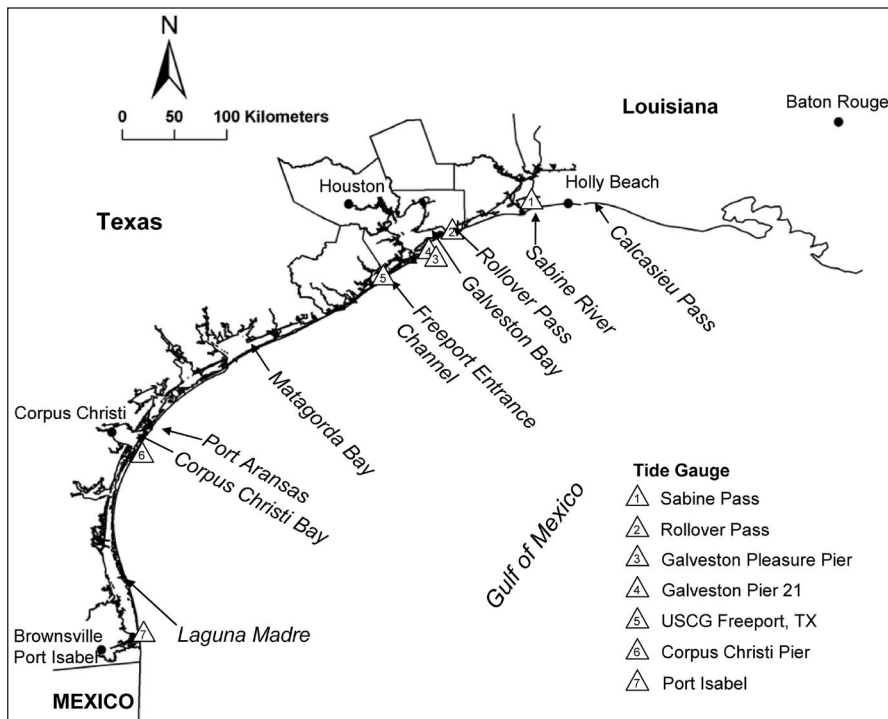 N
0 50 100 Kilometers
Louisiana
Baton Rouge
Houston
Holly Beach
Texas
1
2
4
3
5
Calcasieu Pass
Sabine River
Rollover Pass
Galveston Bay
Freeport Entrance
Channel
Matagorda Bay
Corpus Christi
6
Port Aransas
Corpus Christi Bay
Gulf of Mexico
Laguna Madre
7
Brownsville
Port Isabel
MEXICO
Tide Gauge
1 Sabine Pass
2 Rollover Pass
3 Galveston Pleasure Pier
4 Galveston Pier 21
5 USCG Freeport, TX
6 Corpus Christi Pier
7 Port Isabel